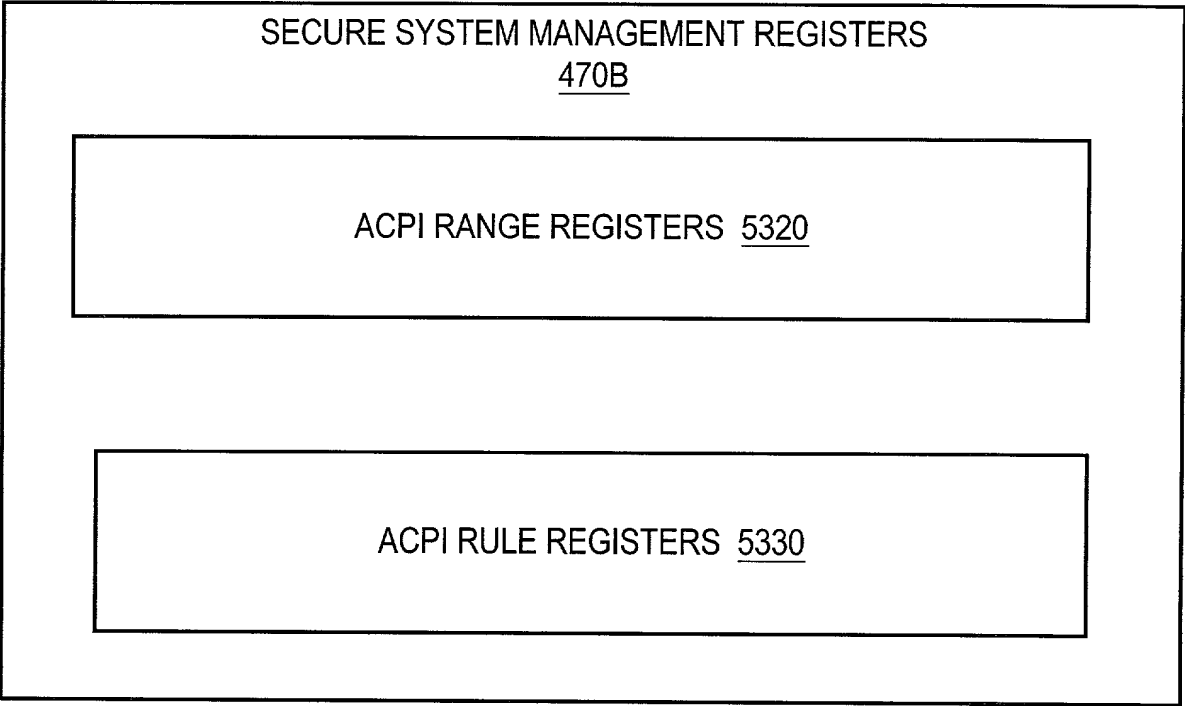 SECURE SYSTEM MANAGEMENT REGISTERS
470B
ACPI RANGE REGISTERS 5320
ACPI RULE REGISTERS 5330